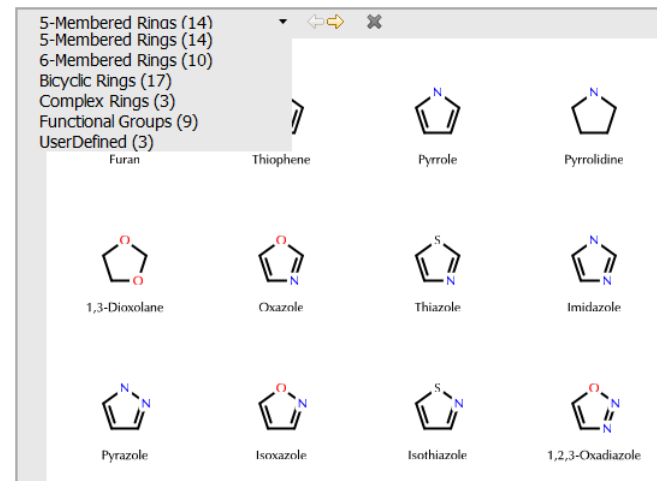 5-Membered Rings (14)
5-Membered Rings (14)
6-Membered Rings (10)
Bicyclic Rings (17)
Complex Rings (3)
Functional Groups (9)
UserDefined (3)
N
N
Furan
Thiophene
Pyrrole
Pyrrolidine
O
O
O
N
S
N
N
N
1,3-Dioxolane
Oxazole
Thiazole
Imidazole
N
N
O
N
S
N
O
N
N
Pyrazole
Isoxazole
Isothiazole
1,2,3-Oxadiazole